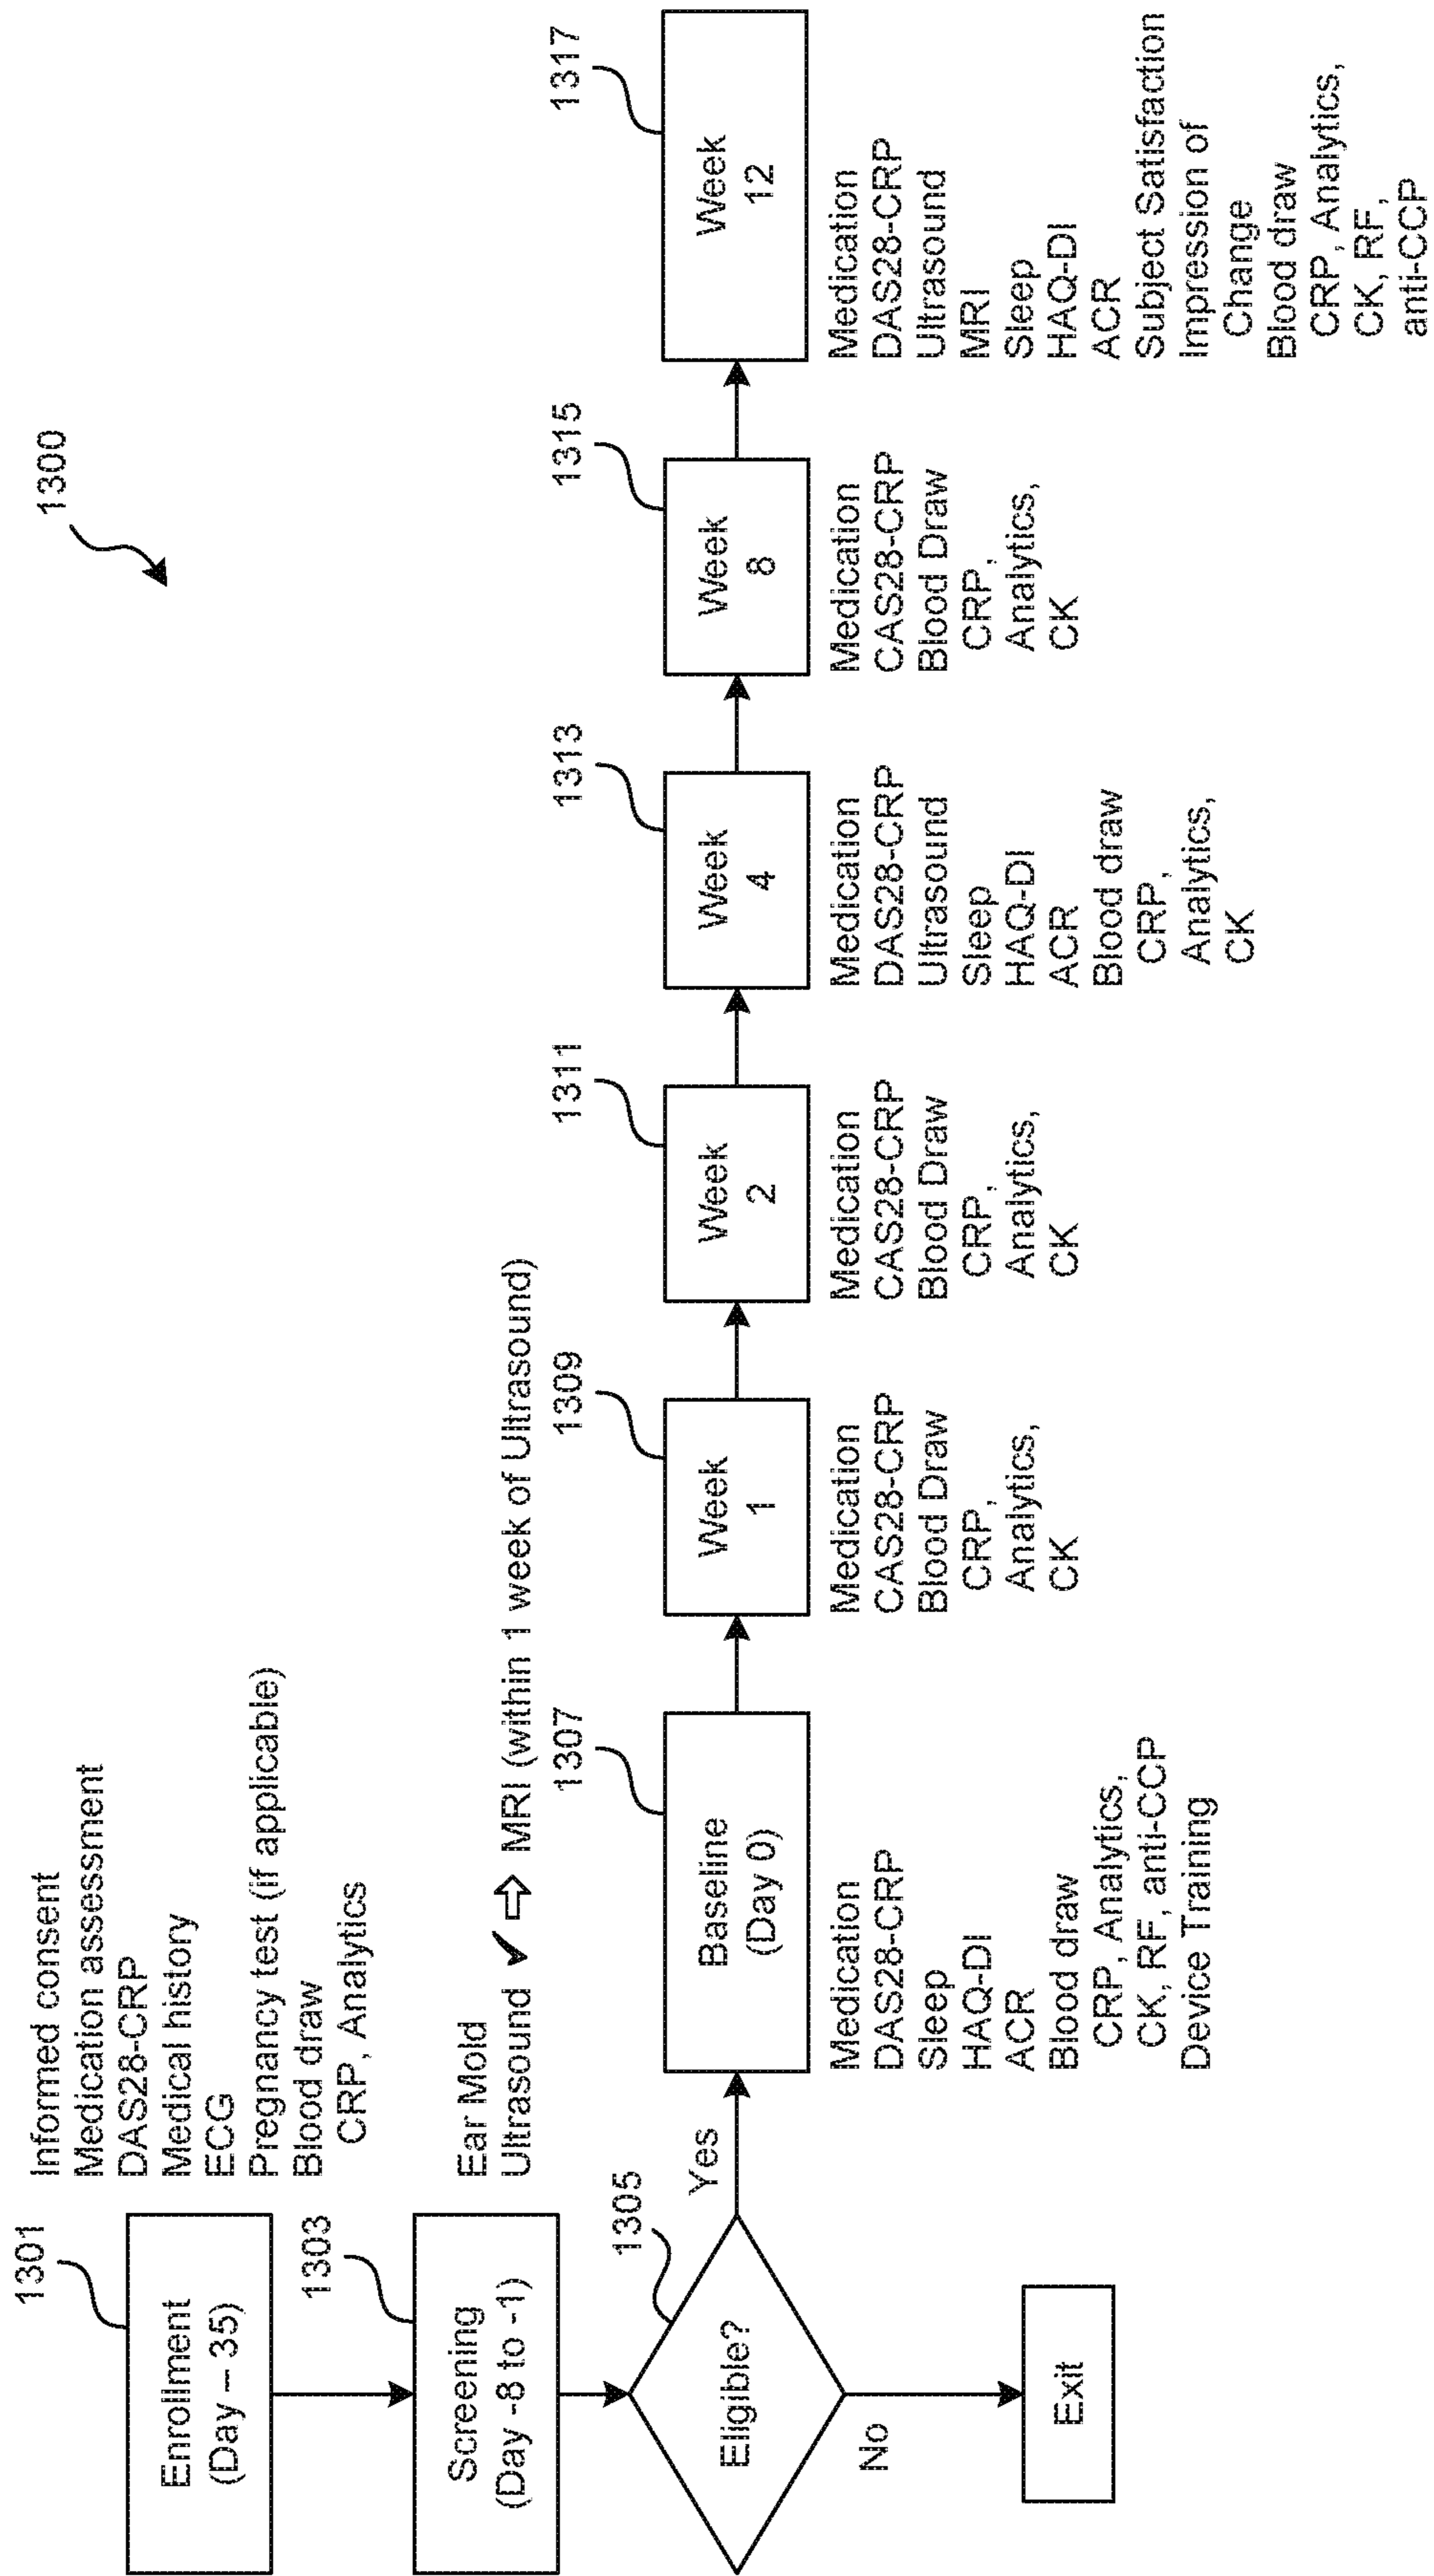 1300
1301
Enrollment
(Day – 35)
Informed consent
Medication assessment
DAS28-CRP
Medical history
ECG
Pregnancy test (if applicable)
Blood draw
CRP, Analytics
1303
Screening
(Day -8 to -1)
Ear Mold
Ultrasound ✔ ⇨ MRI (within 1 week of Ultrasound)
1305
Eligible?
Yes
No
Exit
1307
Baseline
(Day 0)
Medication
DAS28-CRP
Sleep
HAQ-DI
ACR
Blood draw
CRP, Analytics,
CK, RF, anti-CCP
Device Training
1309
Week
1
Medication
CAS28-CRP
Blood Draw
CRP,
Analytics,
CK
1311
Week
2
Medication
CAS28-CRP
Blood Draw
CRP,
Analytics,
CK
1313
Week
4
Medication
DAS28-CRP
Ultrasound
Sleep
HAQ-DI
ACR
Blood draw
CRP,
Analytics,
CK
1315
Week
8
Medication
CAS28-CRP
Blood Draw
CRP,
Analytics,
CK
1317
Week
12
Medication
DAS28-CRP
Ultrasound
MRI
Sleep
HAQ-DI
ACR
Subject Satisfaction
Impression of
Change
Blood draw
CRP, Analytics,
CK, RF,
anti-CCP